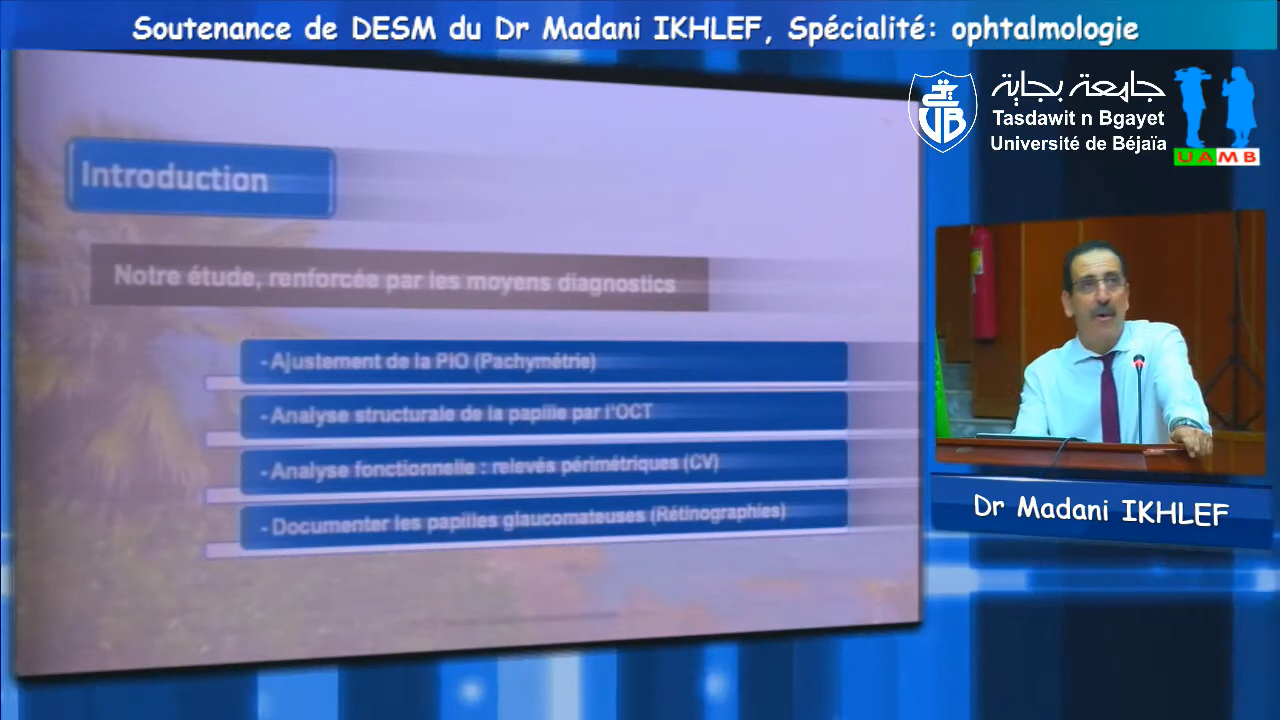 Soutenance de DESM du Dr Madani IKHLEF, Spécialité: ophtalmologie
جامعة بجاية
Tasdawit n Bgayet
Université de Béjaïa
UB
UAMB
Introduction
Notre étude, renforcée par les moyens diagnostics
- Ajustement de la PIO (Pachymétrie)
- Analyse structurale de la papille par l'OCT
- Analyse fonctionnelle : relevés périmétriques (CV)
- Documenter les papilles glaucomateuses (Rétinographies)
Dr Madani IKHLEF